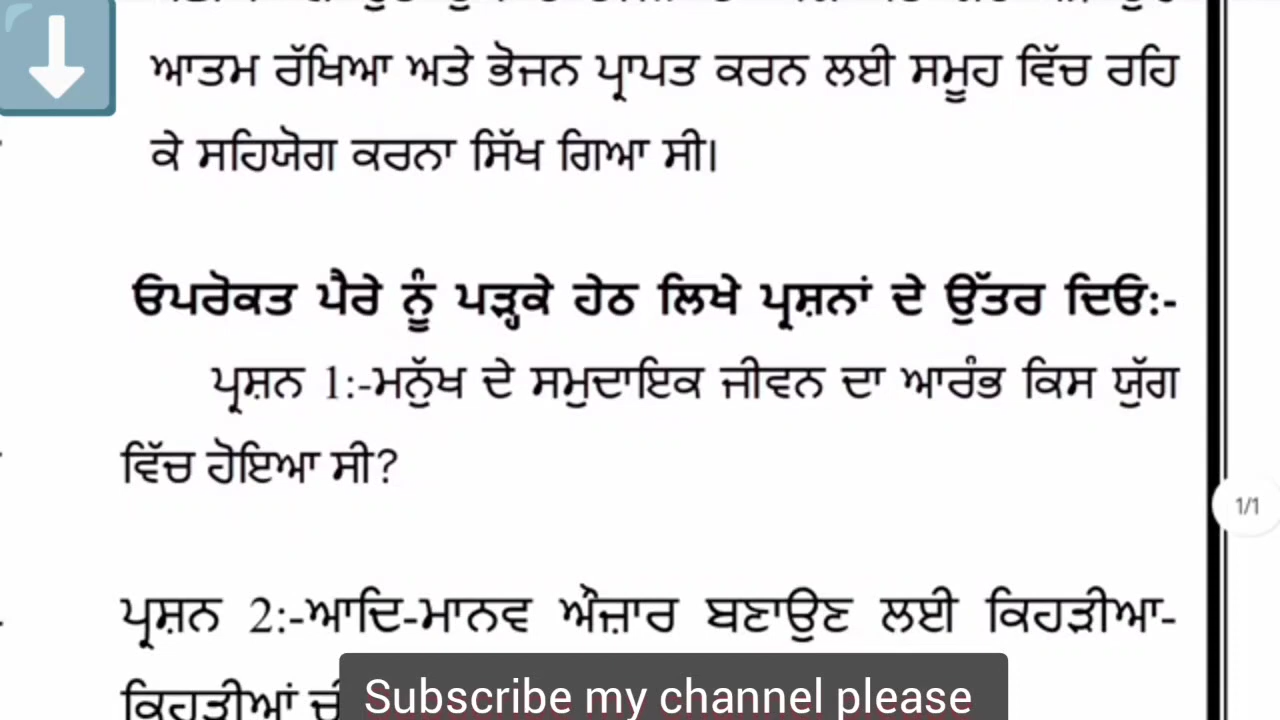 ਆਤਮ ਰੱਖਿਆ ਅਤੇ ਭੋਜਨ ਪ੍ਰਾਪਤ ਕਰਨ ਲਈ ਸਮੂਹ ਵਿੱਚ ਰਹਿ
ਕੇ ਸਹਿਯੋਗ ਕਰਨਾ ਸਿੱਖ ਗਿਆ ਸੀ।
ਓਪਰੋਕਤ ਪੈਰੇ ਨੂੰ ਪੜ੍ਹਕੇ ਹੇਠ ਲਿਖੇ ਪ੍ਰਸ਼ਨਾਂ ਦੇ ਉੱਤਰ ਦਿਓ:-
ਪ੍ਰਸ਼ਨ 1:-ਮਨੁੱਖ ਦੇ ਸਮੁਦਾਇਕ ਜੀਵਨ ਦਾ ਆਰੰਭ ਕਿਸ ਯੁੱਗ
ਵਿੱਚ ਹੋਇਆ ਸੀ?
1/1
ਪ੍ਰਸ਼ਨ 2:-ਆਦਿ-ਮਾਨਵ ਔਜ਼ਾਰ ਬਣਾਉਣ ਲਈ ਕਿਹੜੀਆ-
ਕਿਹੜੀਆਂ
Subscribe my channel please